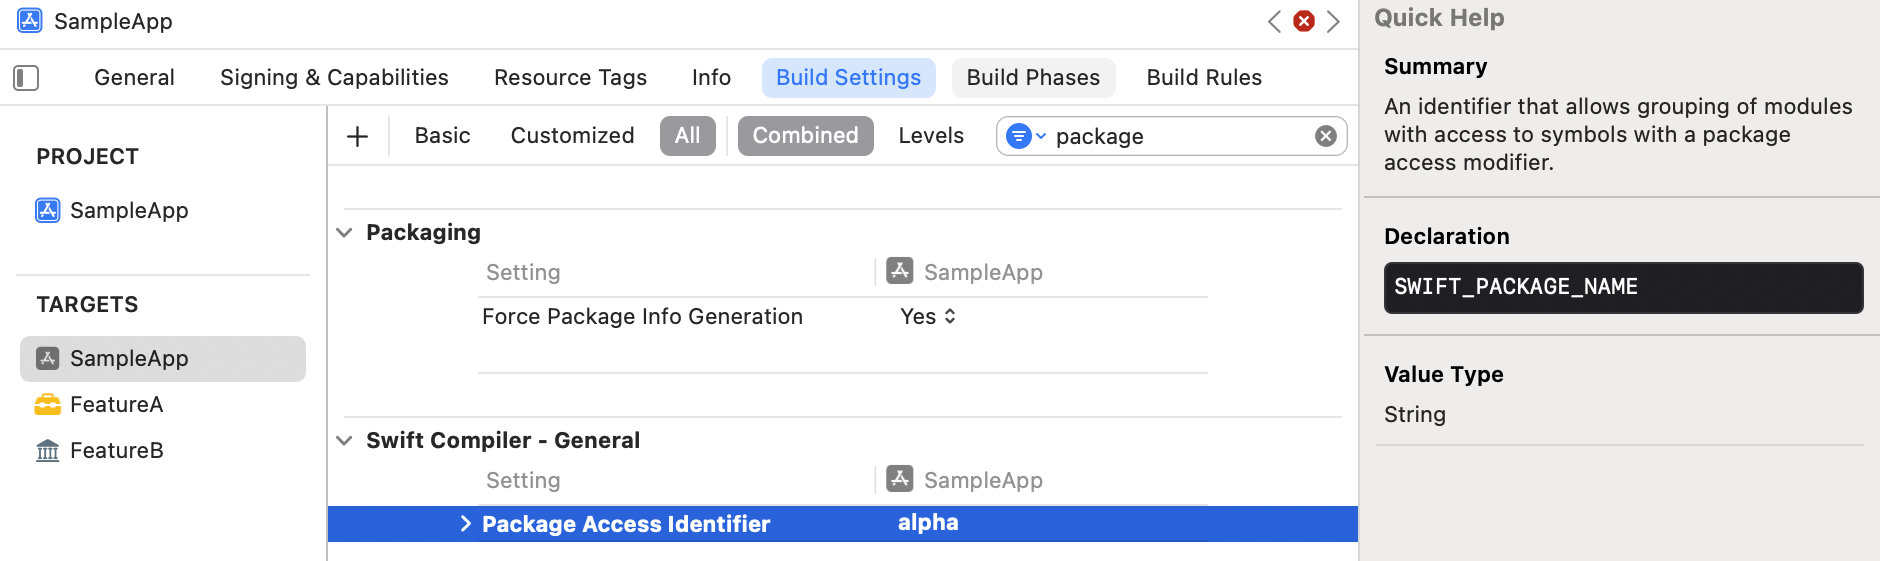 SampleApp
General Signing & Capabilities Resource Tags Info Build Settings Build Phases Build Rules
PROJECT
SampleApp
TARGETS
SampleApp
FeatureA
FeatureB
Basic Customized All Combined Levels package
Packaging
Setting SampleApp
Force Package Info Generation Yes
Swift Compiler - General
Setting SampleApp
Package Access Identifier alpha
Quick Help
Summary
An identifier that allows grouping of modules
with access to symbols with a package
access modifier.
Declaration
SWIFT_PACKAGE_NAME
Value Type
String